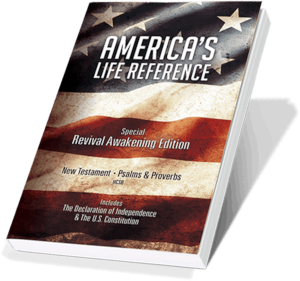 AMERICA'S
LIFE REFERENCE
Special
Revival Awakening Edition
New Testament • Psalms & Proverbs
HCSB
Includes
The Declaration of Independence
& The U.S. Constitution